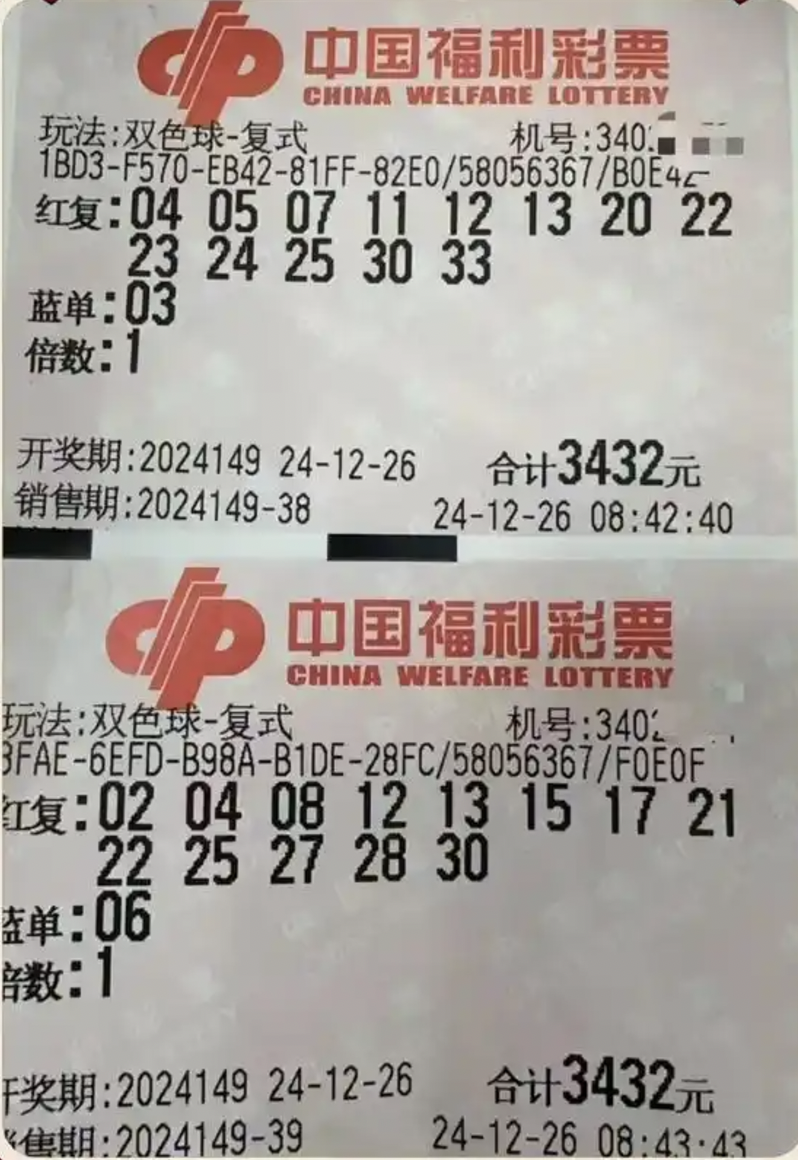 中国福利彩票
CHINA WELFARE LOTTERY
玩法:双色球-复式 机号:340
1BD3-F570-EB42-81FF-82E0/58056367/B0E4
红复:04 05 07 11 12 13 20 22
23 24 25 30 33
蓝单:03
倍数:1
开奖期:2024149 24-12-26 合计3432元
销售期:2024149-38 24-12-26 08:42:40
中国福利彩票
CHINA WELFARE LOTTERY
玩法:双色球-复式 机号:340
FAE-6EFD-B98A-B1DE-28FC/58056367/F0E0F
红复:02 04 08 12 13 15 17 21
22 25 27 28 30
蓝单:06
倍数:1
开奖期:2024149 24-12-26 合计3432元
售期:2024149-39 24-12-26 08:43:43